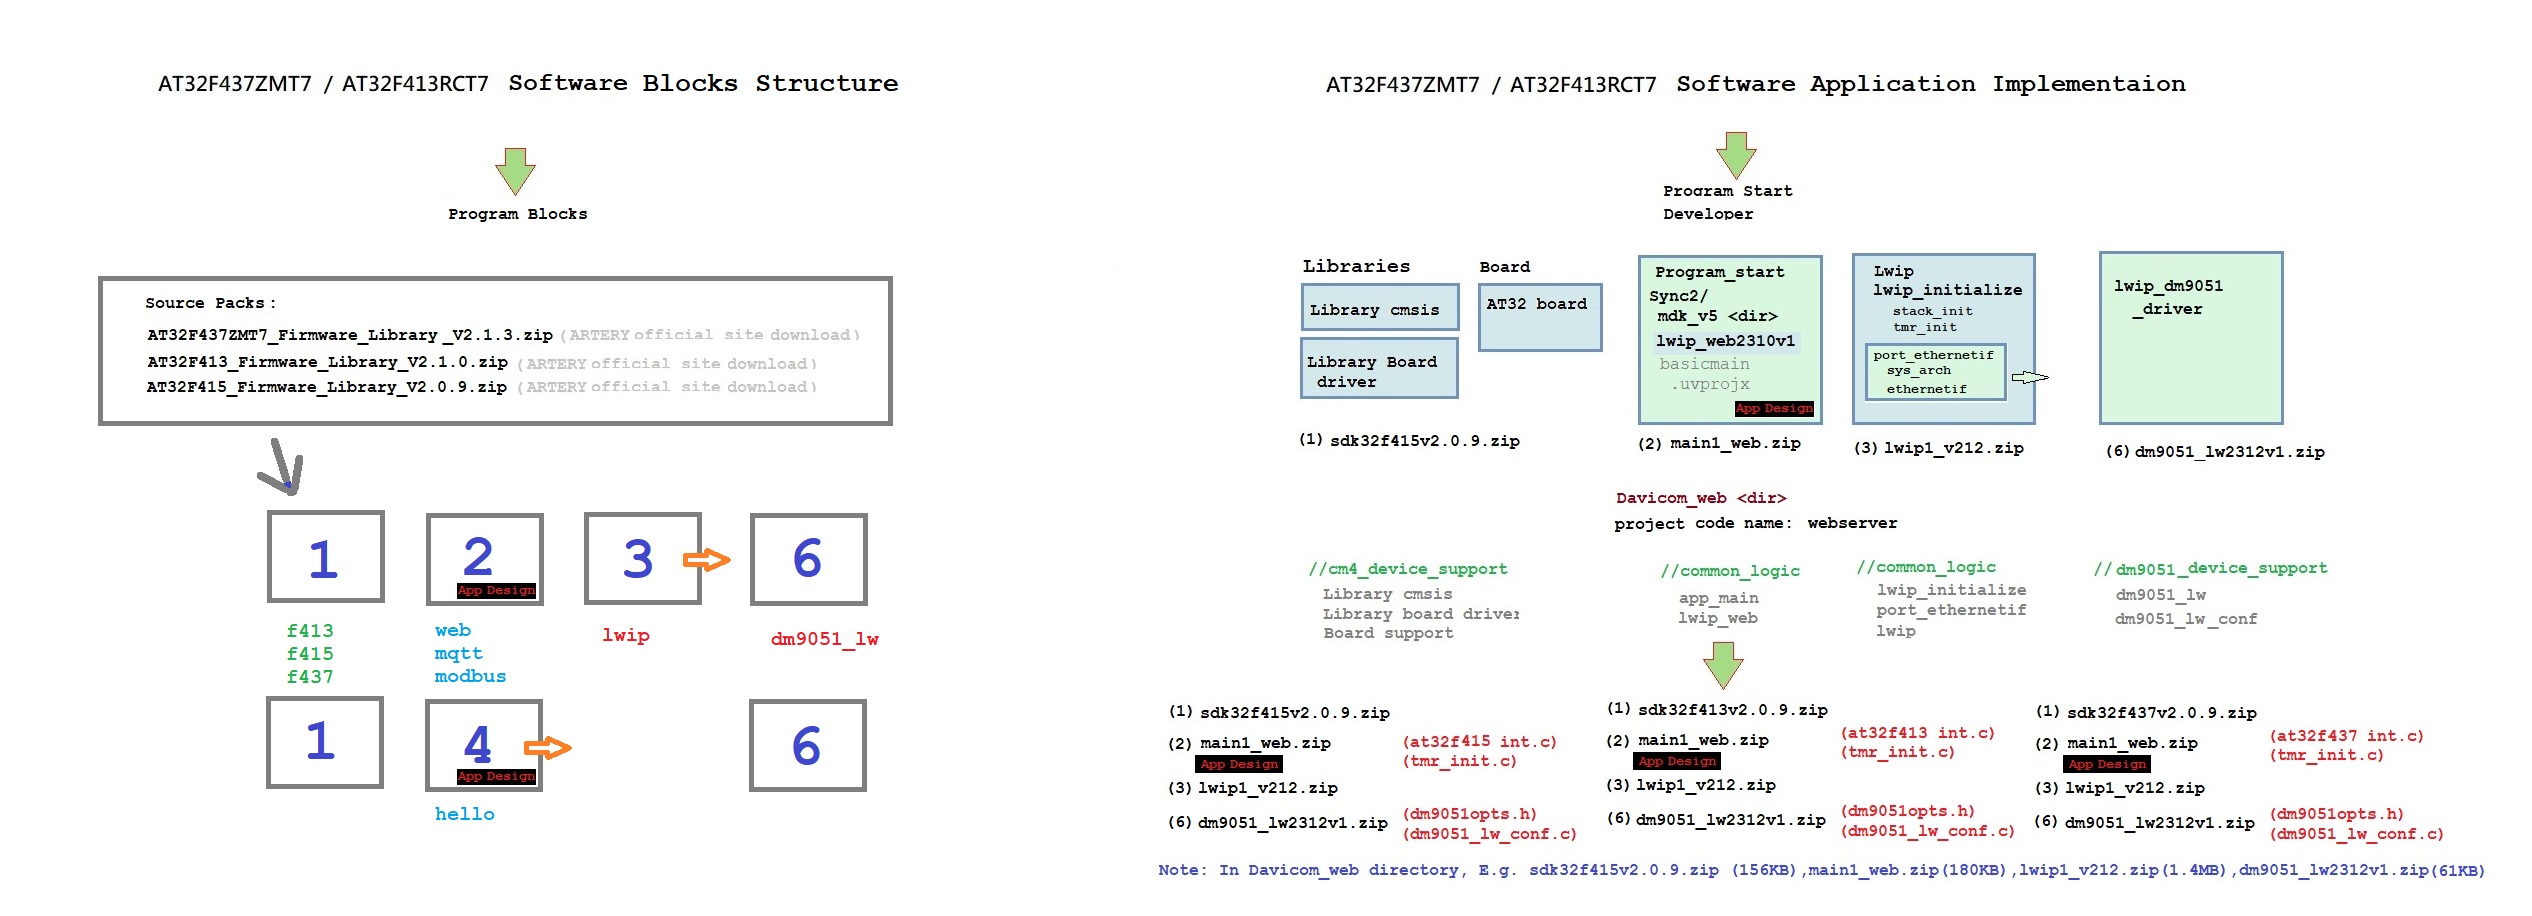 AT32F437ZMT7 / AT32F413RCT7 Software Blocks Structure
Program Blocks
Source Packs:
AT32F437ZMT7_Firmware_Library_V2.1.3.zip (ARTERY official site download)
AT32F413_Firmware_Library_V2.1.0.zip (ARTERY official site download)
AT32F415_Firmware_Library_V2.0.9.zip (ARTERY official site download)
1
2
App Design
3
6
f413
f415
f437
web
mqtt
modbus
lwip
dm9051_lw
1
4
App Design
6
hello
AT32F437ZMT7 / AT32F413RCT7 Software Application Implementaion
Program Start
Developer
Libraries
Library cmsis
Library Board
driver
Board
AT32 board
(1) sdk32f415v2.0.9.zip
Program_start
Sync2/
mdk_v5 <dir>
lwip_web2310v1
basicmain
.uvprojx
App Design
(2) main1_web.zip
Lwip
lwip_initialize
stack_init
tmr_init
port_ethernetif
sys_arch
ethernetif
(3) lwip1_v212.zip
lwip_dm9051
_driver
(6) dm9051_lw2312v1.zip
Davicom_web <dir>
project code name: webserver
//cm4_device_support
Library cmsis
Library board driver
Board support
//common_logic
app_main
lwip_web
//common_logic
lwip_initialize
port_ethernetif
lwip
//dm9051_device_support
dm9051_lw
dm9051_lw_conf
(1) sdk32f415v2.0.9.zip
(2) main1_web.zip
App Design
(at32f415 int.c)
(tmr_init.c)
(3) lwip1_v212.zip
(6) dm9051_lw2312v1.zip
(dm9051opts.h)
(dm9051_lw_conf.c)
(1) sdk32f413v2.0.9.zip
(2) main1_web.zip
App Design
(at32f413 int.c)
(tmr_init.c)
(3) lwip1_v212.zip
(6) dm9051_lw2312v1.zip
(dm9051opts.h)
(dm9051_lw_conf.c)
(1) sdk32f437v2.0.9.zip
(2) main1_web.zip
App Design
(at32f437 int.c)
(tmr_init.c)
(3) lwip1_v212.zip
(6) dm9051_lw2312v1.zip
(dm9051opts.h)
(dm9051_lw_conf.c)
Note: In Davicom_web directory, E.g. sdk32f415v2.0.9.zip (156KB),main1_web.zip(180KB),lwip1_v212.zip(1.4MB),dm9051_lw2312v1.zip(61KB)